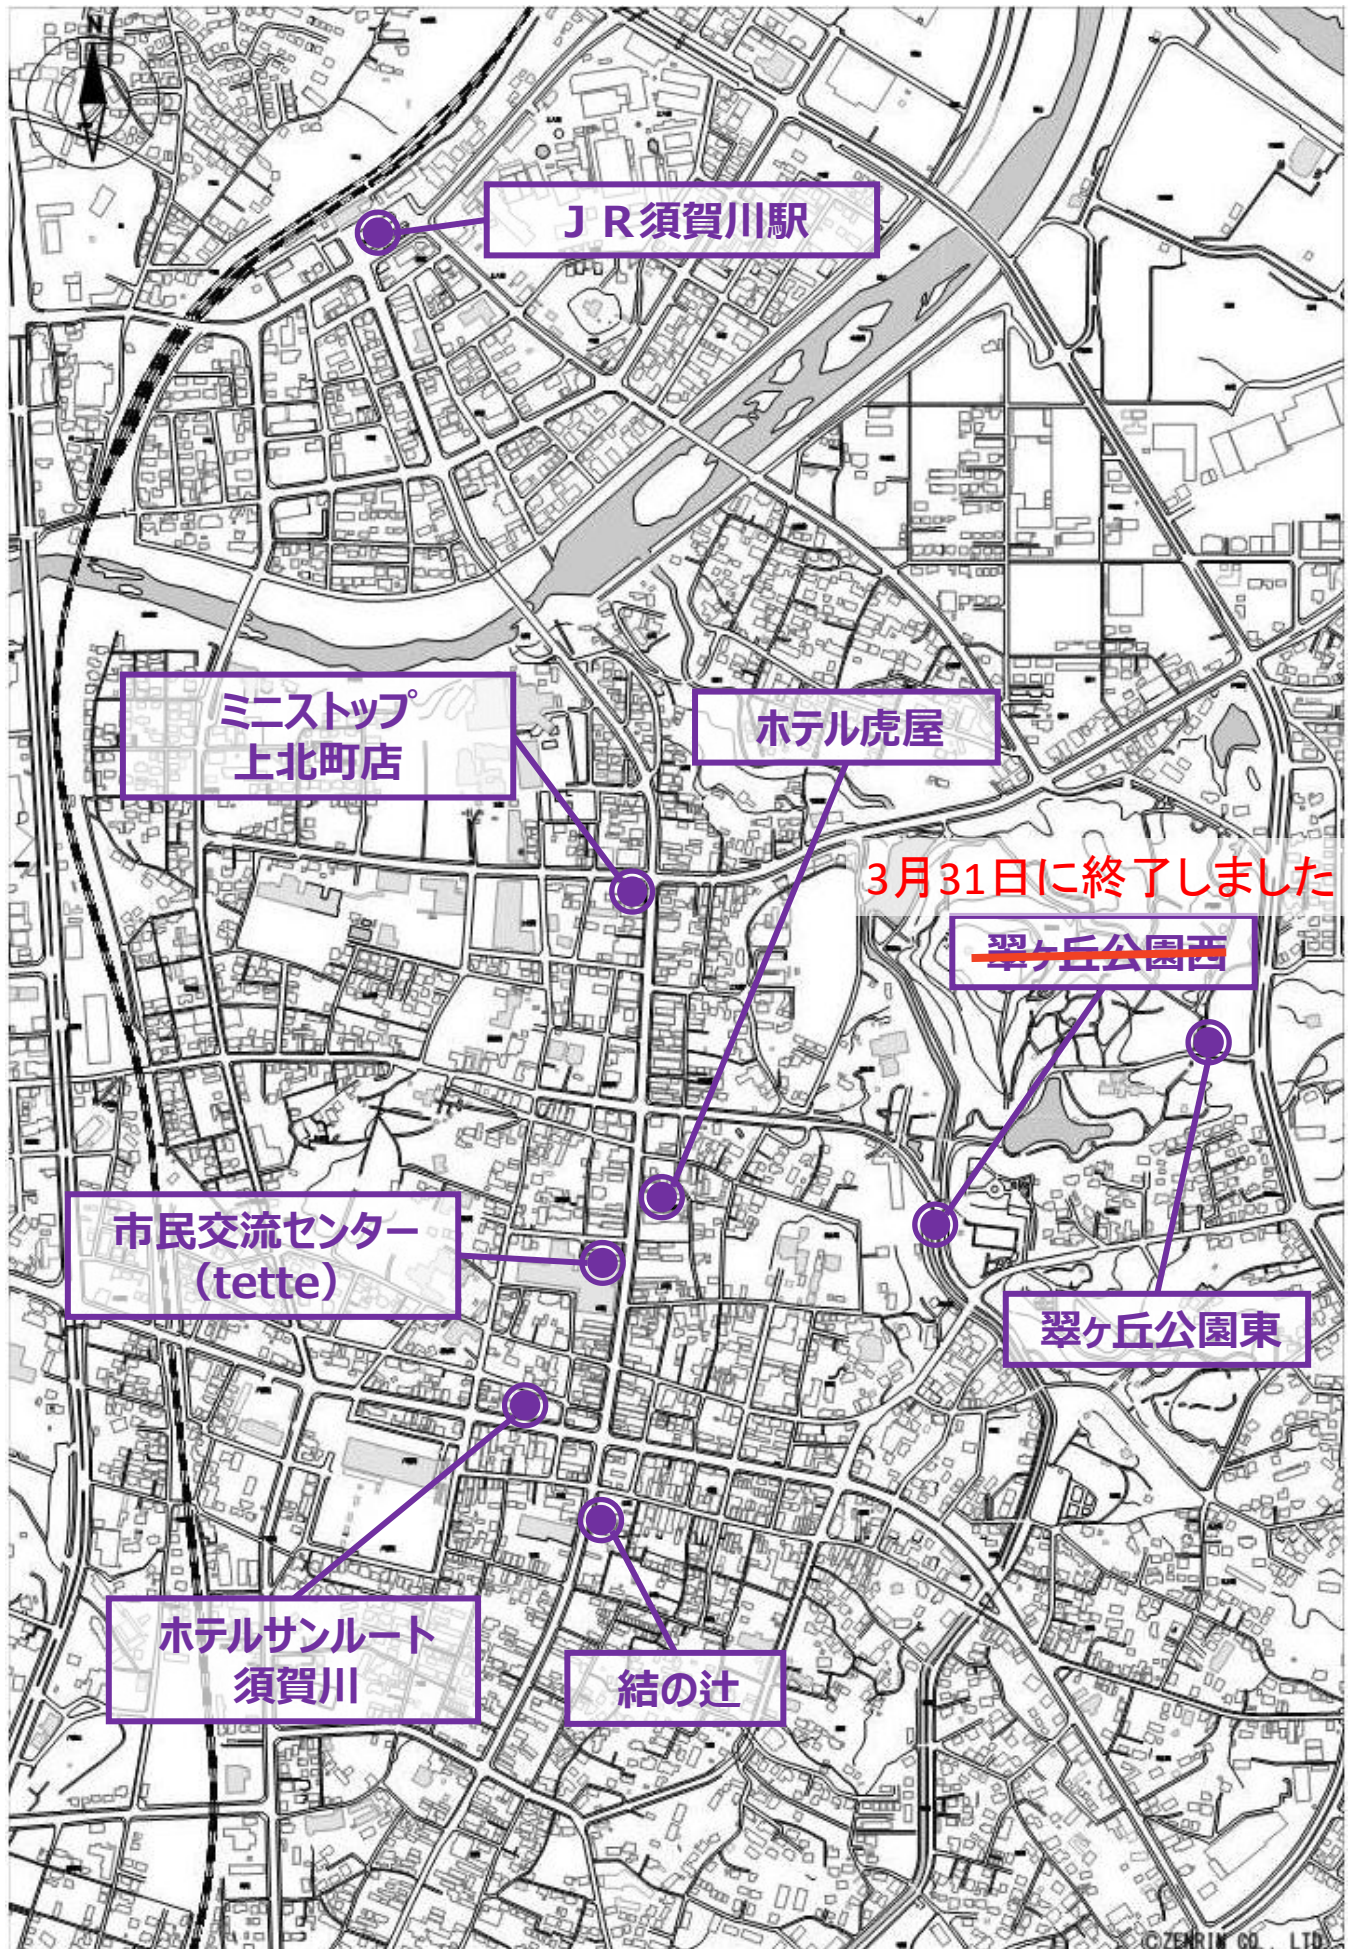 N
ＪＲ須賀川駅
ミニストップ
上北町店
ホテル虎屋
3月31日に終了しました
翠ヶ丘公園西
市民交流センター
（tette）
翠ヶ丘公園東
ホテルサンルート
須賀川
結の辻
©ZENRIN CO., LTD.